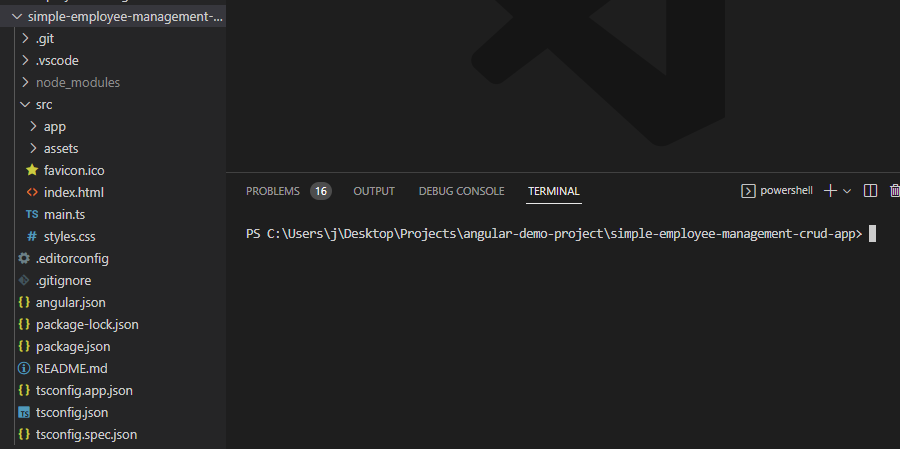 simple-employee-management-...
.git
.vscode
node_modules
src
app
assets
favicon.ico
index.html
TS main.ts
# styles.css
.editorconfig
.gitignore
{} angular.json
{} package-lock.json
{} package.json
README.md
{} tsconfig.app.json
TS tsconfig.json
{} tsconfig.spec.json
PROBLEMS 16 OUTPUT DEBUG CONSOLE TERMINAL powershell
PS C:\Users\j\Desktop\Projects\angular-demo-project\simple-employee-management-crud-app>